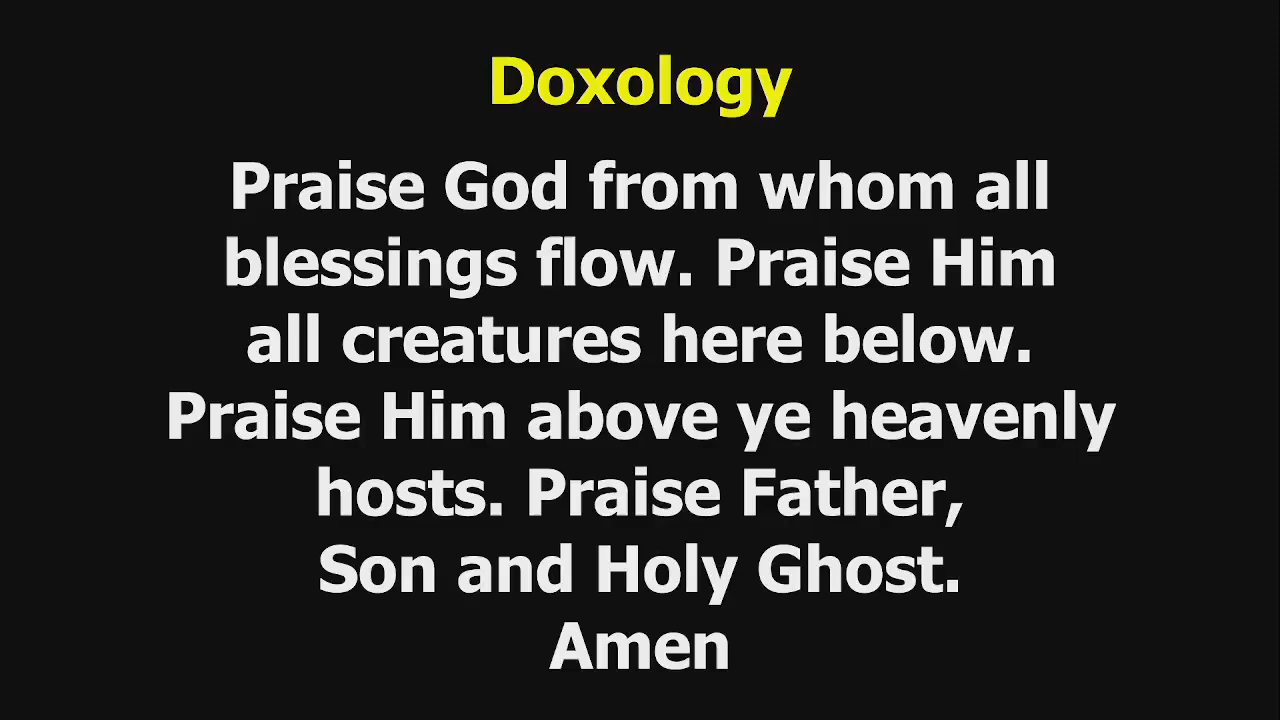 Doxology
Praise God from whom all
blessings flow. Praise Him
all creatures here below.
Praise Him above ye heavenly
hosts. Praise Father,
Son and Holy Ghost.
Amen